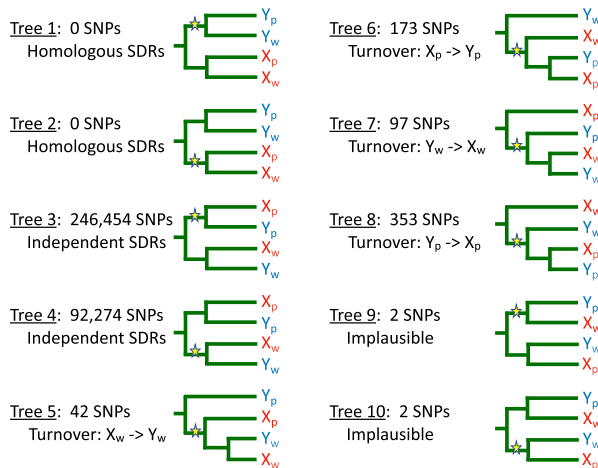 Tree 1: 0 SNPs
Homologous SDRs
Yp
Yw
Xp
Xw
Tree 2: 0 SNPs
Homologous SDRs
Yp
Yw
Xp
Xw
Tree 3: 246,454 SNPs
Independent SDRs
Xp
Yp
Xw
Yw
Tree 4: 92,274 SNPs
Independent SDRs
Xp
Yp
Xw
Yw
Tree 5: 42 SNPs
Turnover: Xw -> Yw
Yp
Xp
Yw
Xw
Tree 6: 173 SNPs
Turnover: Xp -> Yp
Yw
Xw
Yp
Xp
Tree 7: 97 SNPs
Turnover: Yw -> Xw
Xp
Yp
Xw
Yw
Tree 8: 353 SNPs
Turnover: Yp -> Xp
Xw
Yw
Xp
Yp
Tree 9: 2 SNPs
Implausible
Yp
Xw
Yw
Xp
Tree 10: 2 SNPs
Implausible
Yp
Xw
Yw
Xp